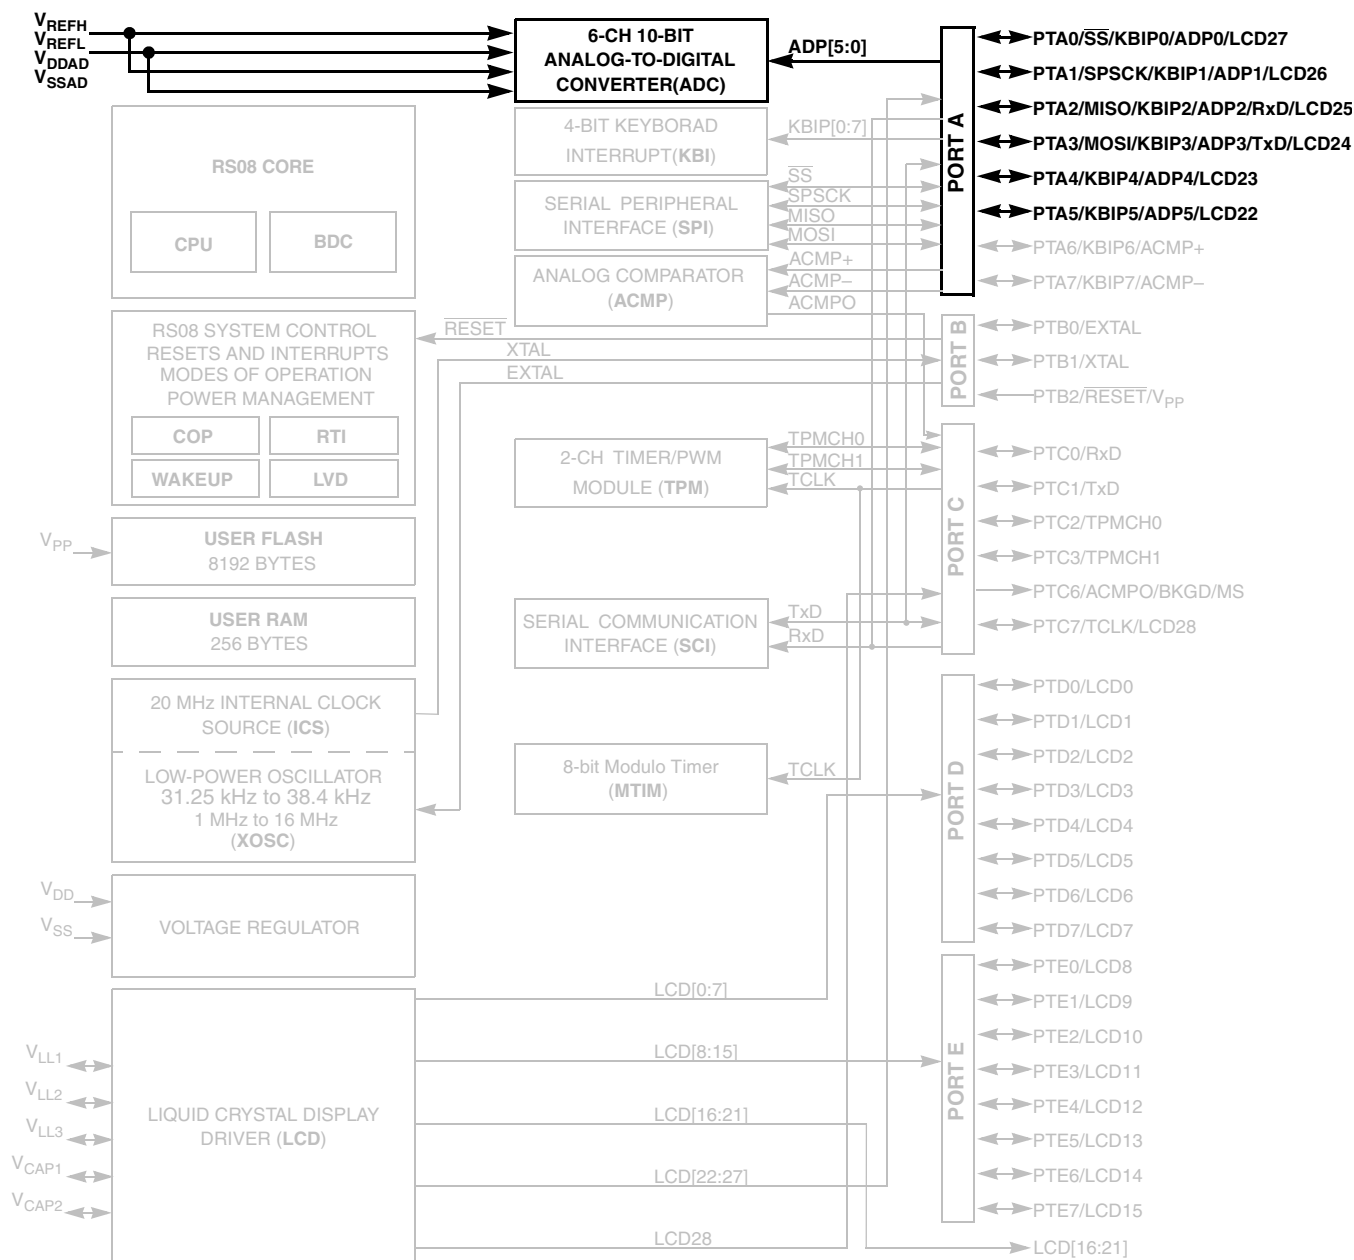 VREFH
VREFL
VDDAD
VSSAD
6-CH 10-BIT
ANALOG-TO-DIGITAL
CONVERTER(ADC)
ADP[5:0]
PORT A
PTA0/SS/KBIP0/ADP0/LCD27
PTA1/SPSCK/KBIP1/ADP1/LCD26
PTA2/MISO/KBIP2/ADP2/RxD/LCD25
PTA3/MOSI/KBIP3/ADP3/TxD/LCD24
PTA4/KBIP4/ADP4/LCD23
PTA5/KBIP5/ADP5/LCD22
PTA6/KBIP6/ACMP+
PTA7/KBIP7/ACMP–
RS08 CORE
CPU
BDC
4-BIT KEYBORAD
INTERRUPT(KBI)
KBIP[0:7]
SERIAL PERIPHERAL
INTERFACE (SPI)
SS
SPSCK
MISO
MOSI
ANALOG COMPARATOR
(ACMP)
ACMP+
ACMP–
ACMPO
RS08 SYSTEM CONTROL
RESETS AND INTERRUPTS
MODES OF OPERATION
POWER MANAGEMENT
COP
RTI
WAKEUP
LVD
RESET
XTAL
EXTAL
PORT B
PTB0/EXTAL
PTB1/XTAL
PTB2/RESET/VPP
2-CH TIMER/PWM
MODULE (TPM)
TPMCH0
TPMCH1
TCLK
PORT C
PTC0/RxD
PTC1/TxD
PTC2/TPMCH0
PTC3/TPMCH1
PTC6/ACMPO/BKGD/MS
PTC7/TCLK/LCD28
VPP
USER FLASH
8192 BYTES
USER RAM
256 BYTES
SERIAL COMMUNICATION
INTERFACE (SCI)
TxD
RxD
20 MHz INTERNAL CLOCK
SOURCE (ICS)
LOW-POWER OSCILLATOR
31.25 kHz to 38.4 kHz
1 MHz to 16 MHz
(XOSC)
8-bit Modulo Timer
(MTIM)
TCLK
PORT D
PTD0/LCD0
PTD1/LCD1
PTD2/LCD2
PTD3/LCD3
PTD4/LCD4
PTD5/LCD5
PTD6/LCD6
PTD7/LCD7
VDD
VSS
VOLTAGE REGULATOR
PORT E
PTE0/LCD8
PTE1/LCD9
PTE2/LCD10
PTE3/LCD11
PTE4/LCD12
PTE5/LCD13
PTE6/LCD14
PTE7/LCD15
VLL1
VLL2
VLL3
VCAP1
VCAP2
LIQUID CRYSTAL DISPLAY
DRIVER (LCD)
LCD[0:7]
LCD[8:15]
LCD[16:21]
LCD[22:27]
LCD28
LCD[16:21]